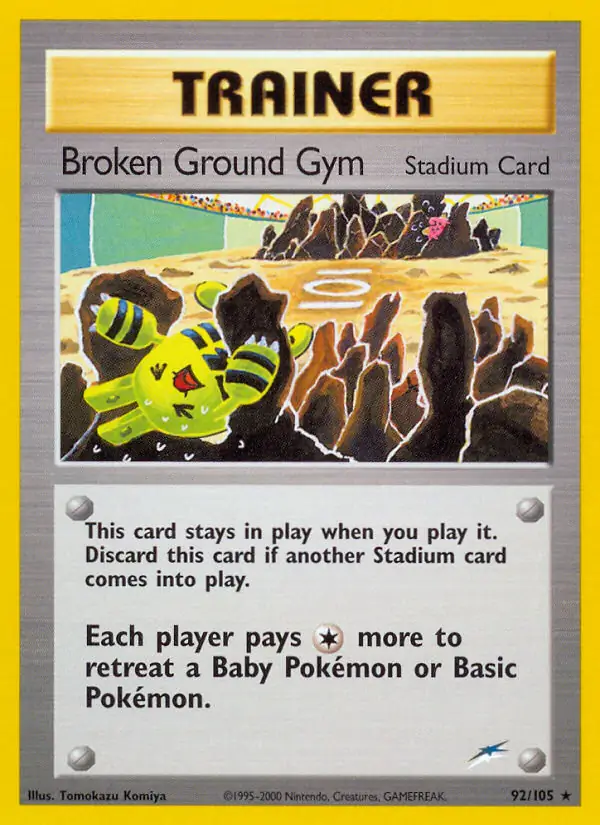 TRAINER
Broken Ground Gym Stadium Card
This card stays in play when you play it.
Discard this card if another Stadium card
comes into play.
Each player pays more to
retreat a Baby Pokémon or Basic
Pokémon.
Illus. Tomokazu Komiya ©1995-2000 Nintendo, Creatures, GAMEFREAK. 92/105 ★